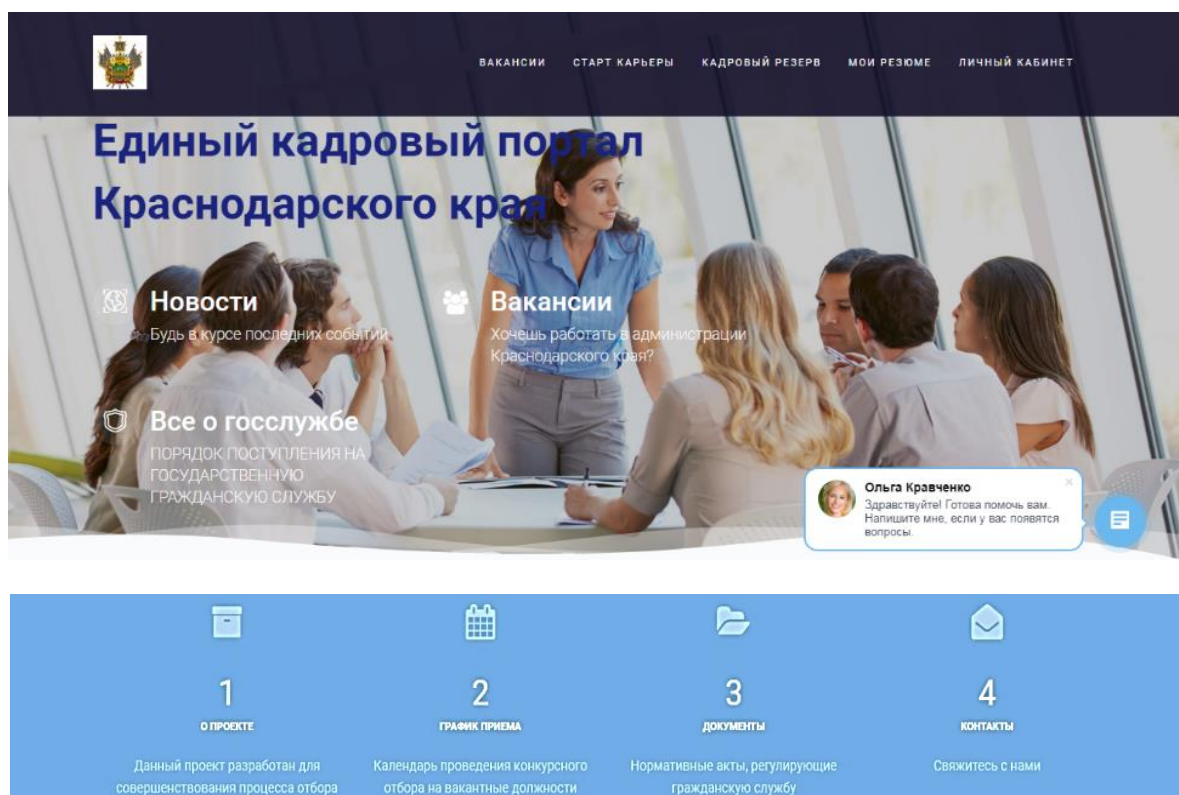 ВАКАНСИИ СТАРТ КАРЬЕРЫ КАДРОВЫЙ РЕЗЕРВ МОИ РЕЗЮМЕ ЛИЧНЫЙ КАБИНЕТ
Единый кадровый портал
Краснодарского края
Новости
Будь в курсе последних событий
Вакансии
Хочешь работать в администрации
Краснодарского края?
Все о госслужбе
ПОРЯДОК ПОСТУПЛЕНИЯ НА
ГОСУДАРСТВЕННУЮ
ГРАЖДАНСКУЮ СЛУЖБУ
Ольга Кравченко
Здравствуйте! Готова помочь вам.
Напишите мне, если у вас появятся
вопросы.
1
О ПРОЕКТЕ
Данный проект разработан для
совершенствования процесса отбора
2
ГРАФИК ПРИЕМА
Календарь проведения конкурсного
отбора на вакантные должности
3
ДОКУМЕНТЫ
Нормативные акты, регулирующие
гражданскую службу
4
КОНТАКТЫ
Свяжитесь с нами